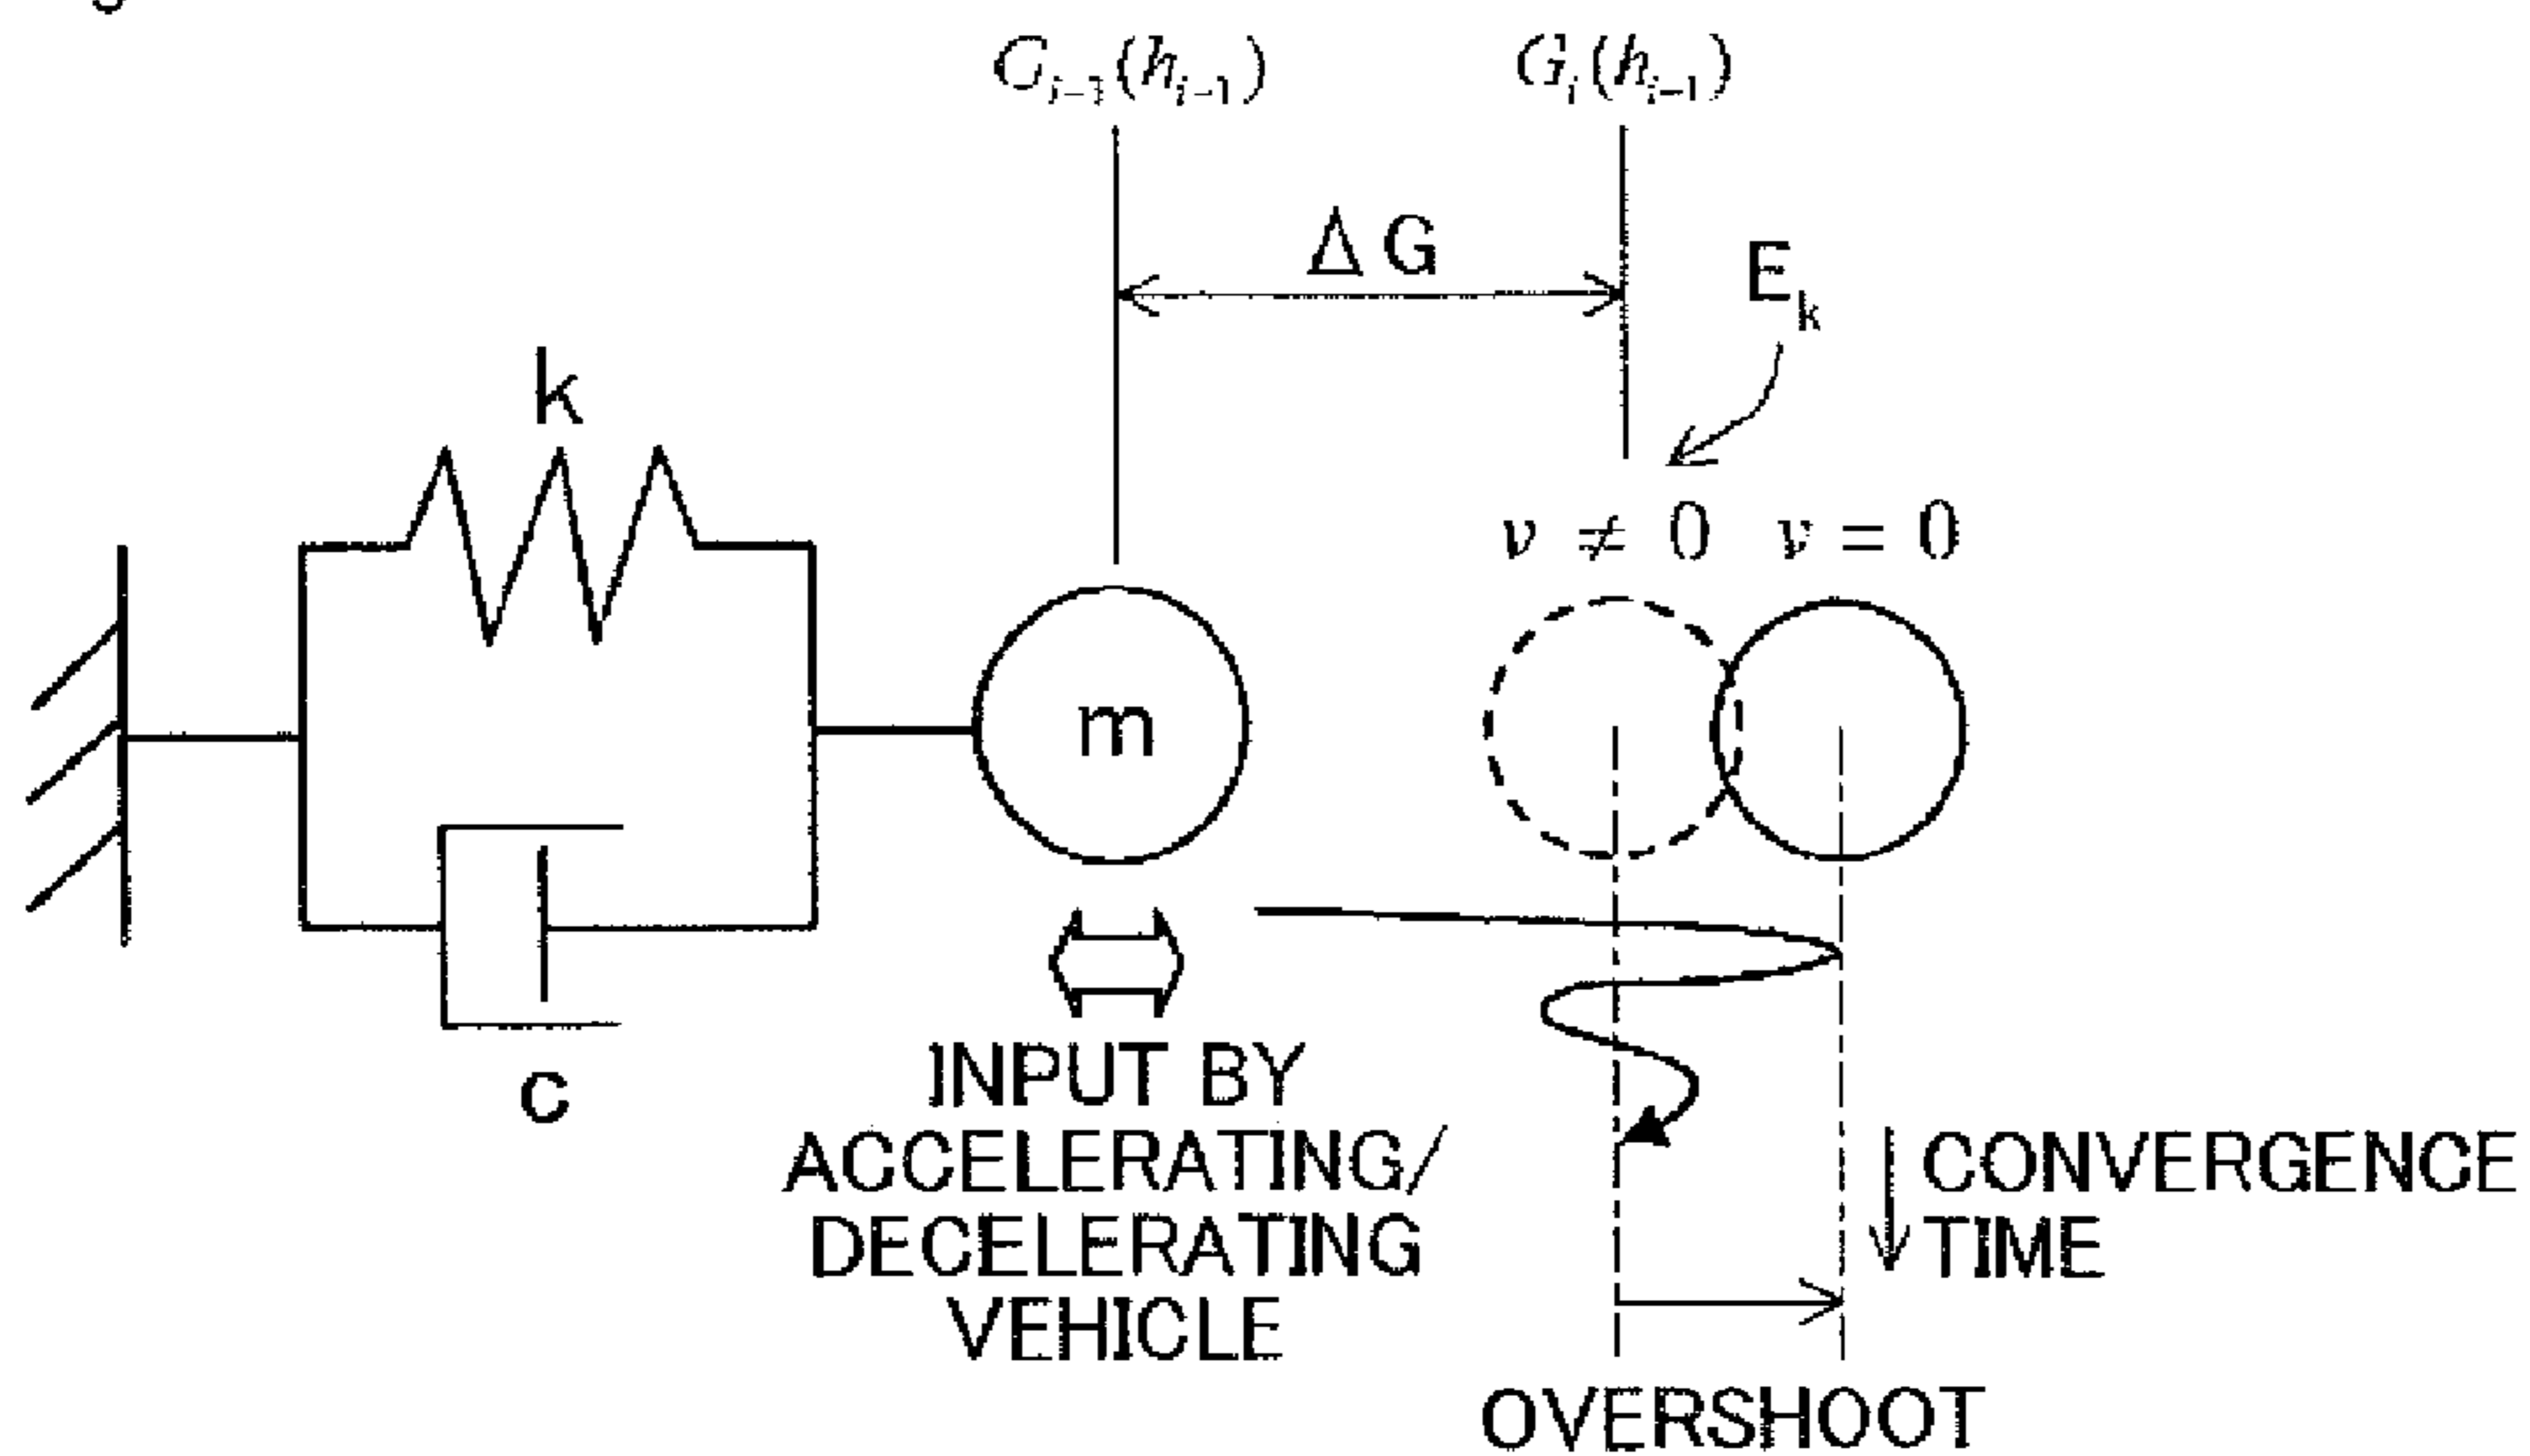 G_{i-1}(h_{i-1}) G_i(h_{i-1})
ΔG
E_k
k
v ≠ 0 v = 0
m
c
INPUT BY
ACCELERATING/
DECELERATING
VEHICLE
CONVERGENCE
TIME
OVERSHOOT